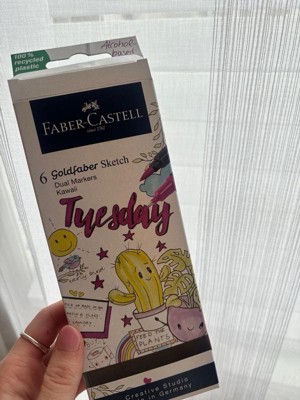 100%
recycled
plastic
Alcohol-
based
FABER-CASTELL
since 1761
6 Goldfaber Sketch
Dual Markers
Kawaii
Tuesday
FEED THE
PLANTS
Creative Studio
in Germany